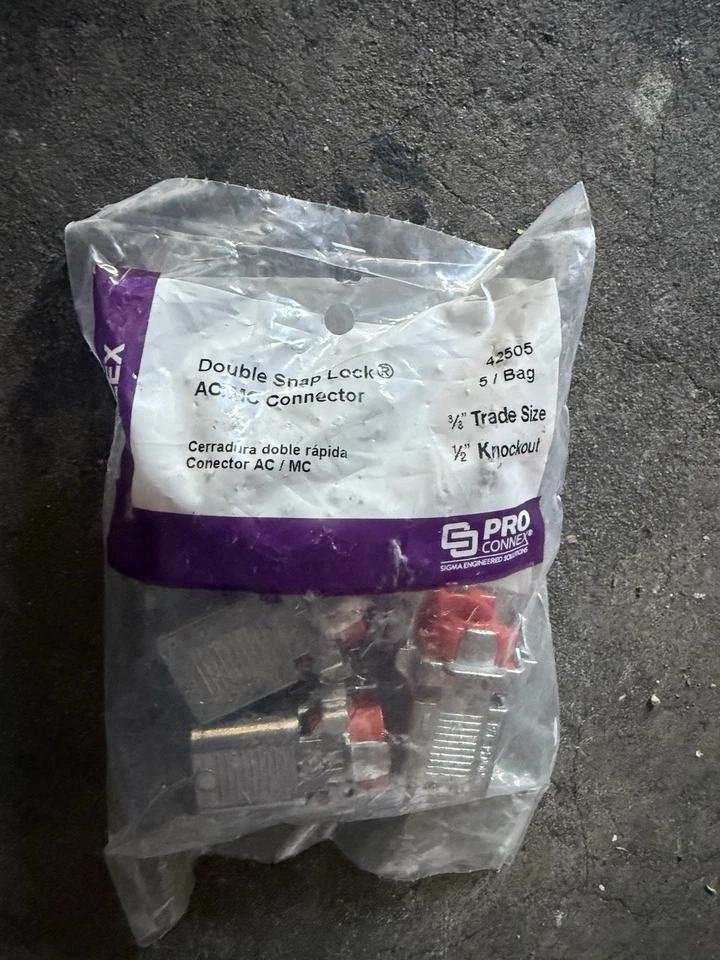 Double Snap Lock®
AC/MC Connector
Cerradura doble rápida
Conector AC / MC
42505
5 / Bag
3/8" Trade Size
1/2" Knockout
EX
PRO
CONNEX®
SIGMA ENGINEERED SOLUTIONS